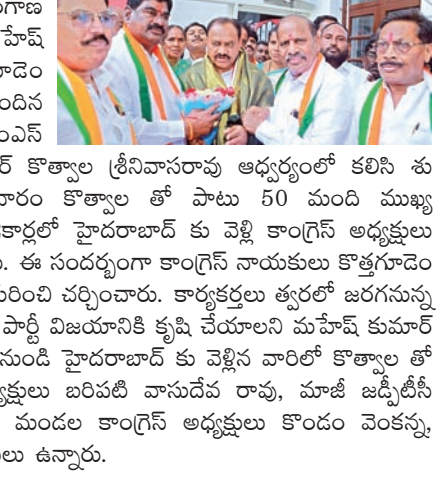 ంగాణ
హేష్
గూడెం
ందిన
ఎంఎస్
ర్ కొత్వాల శ్రీనివాసరావు ఆధ్వర్యంలో కలిసి శు
వారం కొత్వాల తో పాటు 50 మంది ముఖ్య
కార్లలో హైదరాబాద్ కు వెళ్లి కాంగ్రెస్ అధ్యక్షులు
ు. ఈ సందర్బంగా కాంగ్రెస్ నాయకులు కొత్తగూడెం
గురించి చర్చించారు. కార్యకర్తలు త్వరలో జరగనున్న
పార్టీ విజయానికి కృషి చేయాలని మహేష్ కుమార్
నుండి హైదరాబాద్ కు వెళ్లిన వారిలో కొత్వాల తో
్యక్షులు బరిపటి వాసుదేవ రావు, మాజీ జడ్పీటీసీ
మండల కాంగ్రెస్ అధ్యక్షులు కొండం వెంకన్న,
ులు ఉన్నారు.